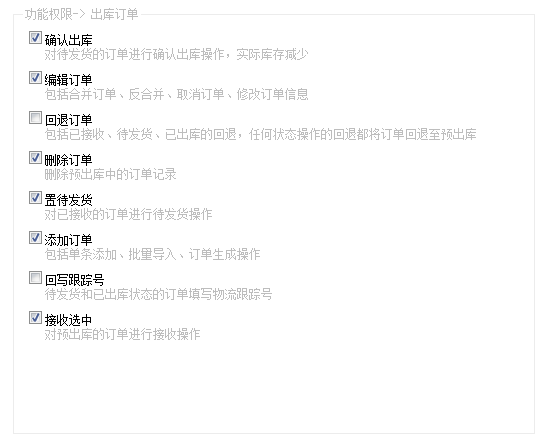 功能权限-> 出库订单
确认出库
对待发货的订单进行确认出库操作，实际库存减少
编辑订单
包括合并订单、反合并、取消订单、修改订单信息
回退订单
包括已接收、待发货、已出库的回退，任何状态操作的回退都将订单回退至预出库
删除订单
删除预出库中的订单记录
置待发货
对已接收的订单进行待发货操作
添加订单
包括单条添加、批量导入、订单生成操作
回写跟踪号
待发货和已出库状态的订单填写物流跟踪号
接收选中
对预出库的订单进行接收操作